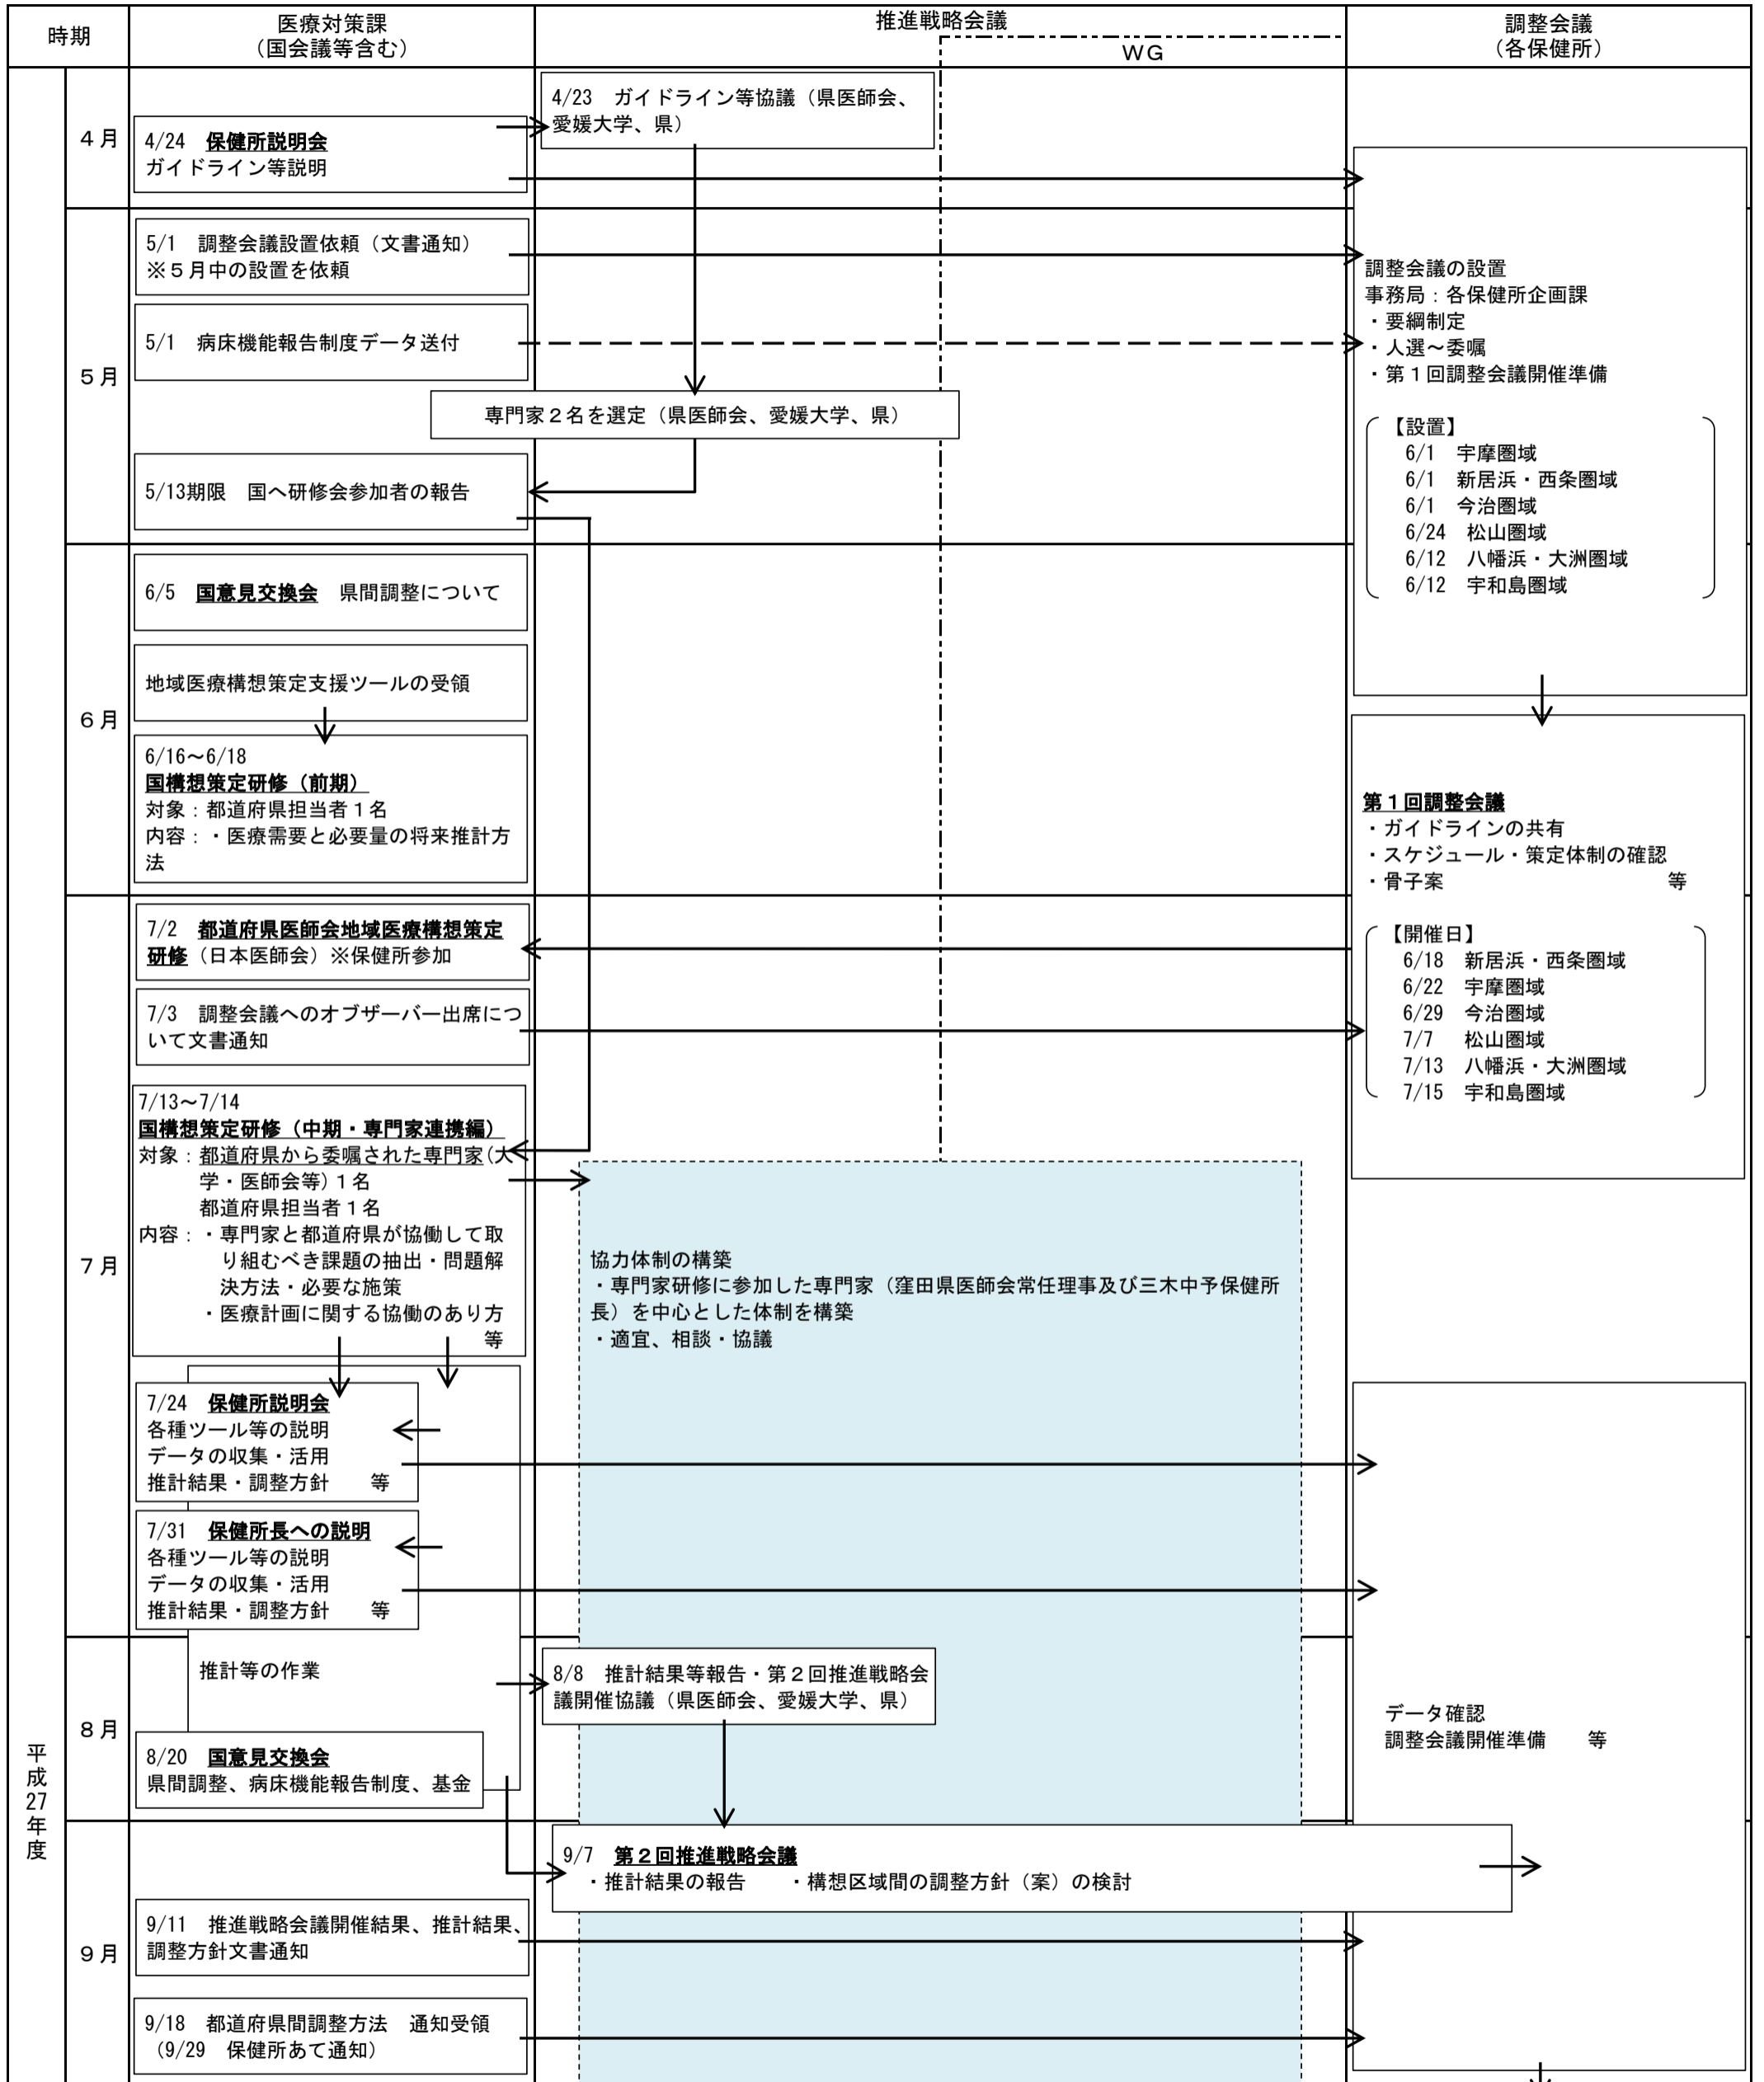 時期
医療対策課
（国会議等含む）
推進戦略会議
ＷＧ
調整会議
（各保健所）
平成27年度
４月
4/24　保健所説明会
ガイドライン等説明
4/23　ガイドライン等協議（県医師会、
愛媛大学、県）
５月
5/1　調整会議設置依頼（文書通知）
※５月中の設置を依頼
5/1　病床機能報告制度データ送付
専門家２名を選定（県医師会、愛媛大学、県）
5/13期限　国へ研修会参加者の報告
調整会議の設置
事務局：各保健所企画課
・要綱制定
・人選～委嘱
・第１回調整会議開催準備
【設置】
6/1　宇摩圏域
6/1　新居浜・西条圏域
6/1　今治圏域
6/24　松山圏域
6/12　八幡浜・大洲圏域
6/12　宇和島圏域
６月
6/5　国意見交換会　県間調整について
地域医療構想策定支援ツールの受領
6/16～6/18
国構想策定研修（前期）
対象：都道府県担当者１名
内容：・医療需要と必要量の将来推計方
法
第１回調整会議
・ガイドラインの共有
・スケジュール・策定体制の確認
・骨子案　　　　　　　　　　　等
【開催日】
6/18　新居浜・西条圏域
6/22　宇摩圏域
6/29　今治圏域
7/7　松山圏域
7/13　八幡浜・大洲圏域
7/15　宇和島圏域
７月
7/2　都道府県医師会地域医療構想策定
研修（日本医師会）※保健所参加
7/3　調整会議へのオブザーバー出席につ
いて文書通知
7/13～7/14
国構想策定研修（中期・専門家連携編）
対象：都道府県から委嘱された専門家（大
学・医師会等）１名
都道府県担当者１名
内容：・専門家と都道府県が協働して取
り組むべき課題の抽出・問題解
決方法・必要な施策
・医療計画に関する協働のあり方
等
協力体制の構築
・専門家研修に参加した専門家（窪田県医師会常任理事及び三木中予保健所
長）を中心とした体制を構築
・適宜、相談・協議
7/24　保健所説明会
各種ツール等の説明
データの収集・活用
推計結果・調整方針　　等
7/31　保健所長への説明
各種ツール等の説明
データの収集・活用
推計結果・調整方針　　等
８月
推計等の作業
8/8　推計結果等報告・第２回推進戦略会
議開催協議（県医師会、愛媛大学、県）
データ確認
調整会議開催準備　　等
8/20　国意見交換会
県間調整、病床機能報告制度、基金
９月
9/7　第２回推進戦略会議
・推計結果の報告　　・構想区域間の調整方針（案）の検討
9/11　推進戦略会議開催結果、推計結果、
調整方針文書通知
9/18　都道府県間調整方法　通知受領
（9/29　保健所あて通知）